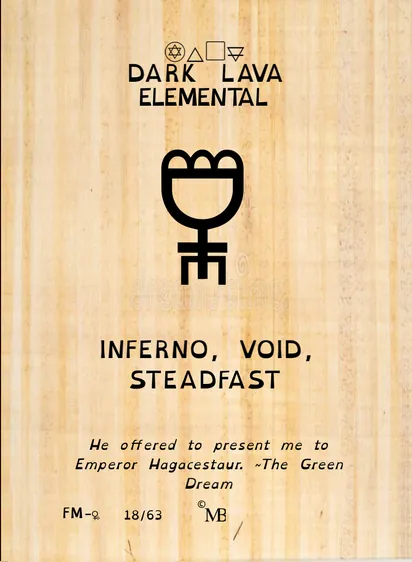 DARK LAVA
ELEMENTAL
INFERNO, VOID,
STEADFAST
He offered to present me to
Emperor Hagacestaur. ~The Green
Dream
FM-♀ 18/63 © MB